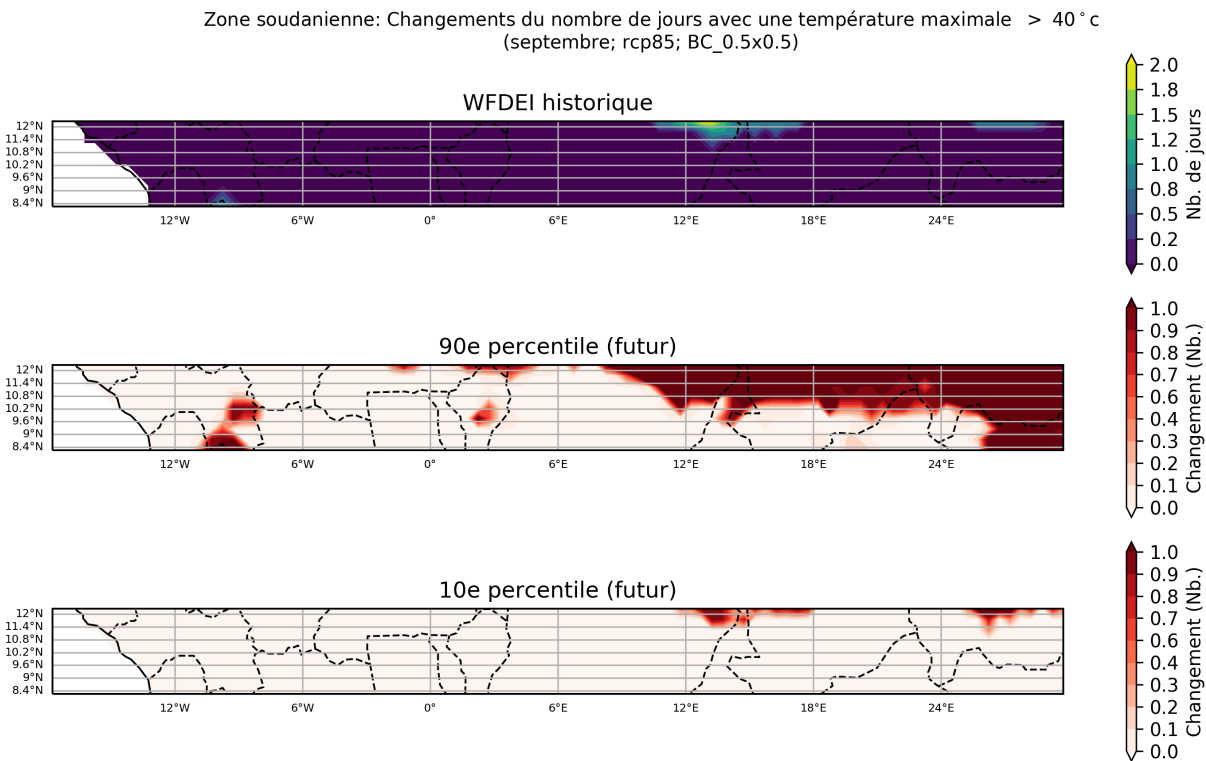 Zone soudanienne: Changements du nombre de jours avec une température maximale > 40°c
(septembre; rcp85; BC_0.5x0.5)
WFDEI historique
12°N
11.4°N
10.8°N
10.2°N
9.6°N
9°N
8.4°N
12°W 6°W 0° 6°E 12°E 18°E 24°E
2.0
1.8
1.5
1.2
1.0
0.8
0.5
0.2
0.0
Nb. de jours
90e percentile (futur)
12°N
11.4°N
10.8°N
10.2°N
9.6°N
9°N
8.4°N
12°W 6°W 0° 6°E 12°E 18°E 24°E
1.0
0.9
0.8
0.7
0.6
0.4
0.3
0.2
0.1
0.0
Changement (Nb.)
10e percentile (futur)
12°N
11.4°N
10.8°N
10.2°N
9.6°N
9°N
8.4°N
12°W 6°W 0° 6°E 12°E 18°E 24°E
1.0
0.9
0.8
0.7
0.6
0.4
0.3
0.2
0.1
0.0
Changement (Nb.)